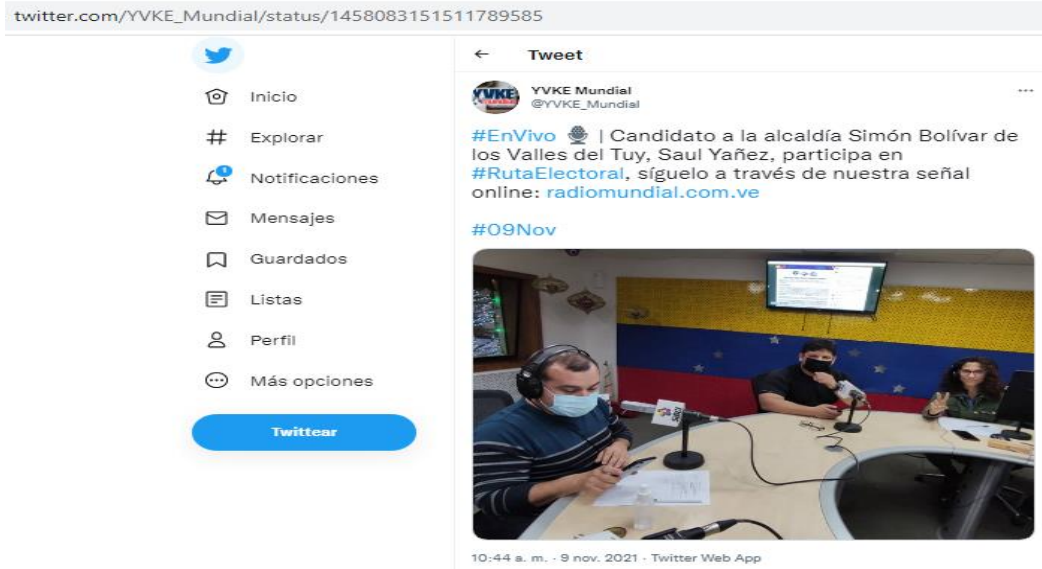 twitter.com/YVKE_Mundial/status/1458083151511789585
Inicio
Explorar
Notificaciones
Mensajes
Guardados
Listas
Perfil
Más opciones
Twittear
Tweet
YVKE Mundial
@YVKE_Mundial
#EnVivo 🎙 | Candidato a la alcaldía Simón Bolívar de
los Valles del Tuy, Saul Yañez, participa en
#RutaElectoral, síguelo a través de nuestra señal
online: radiomundial.com.ve
#09Nov
10:44 a. m. · 9 nov. 2021 · Twitter Web App